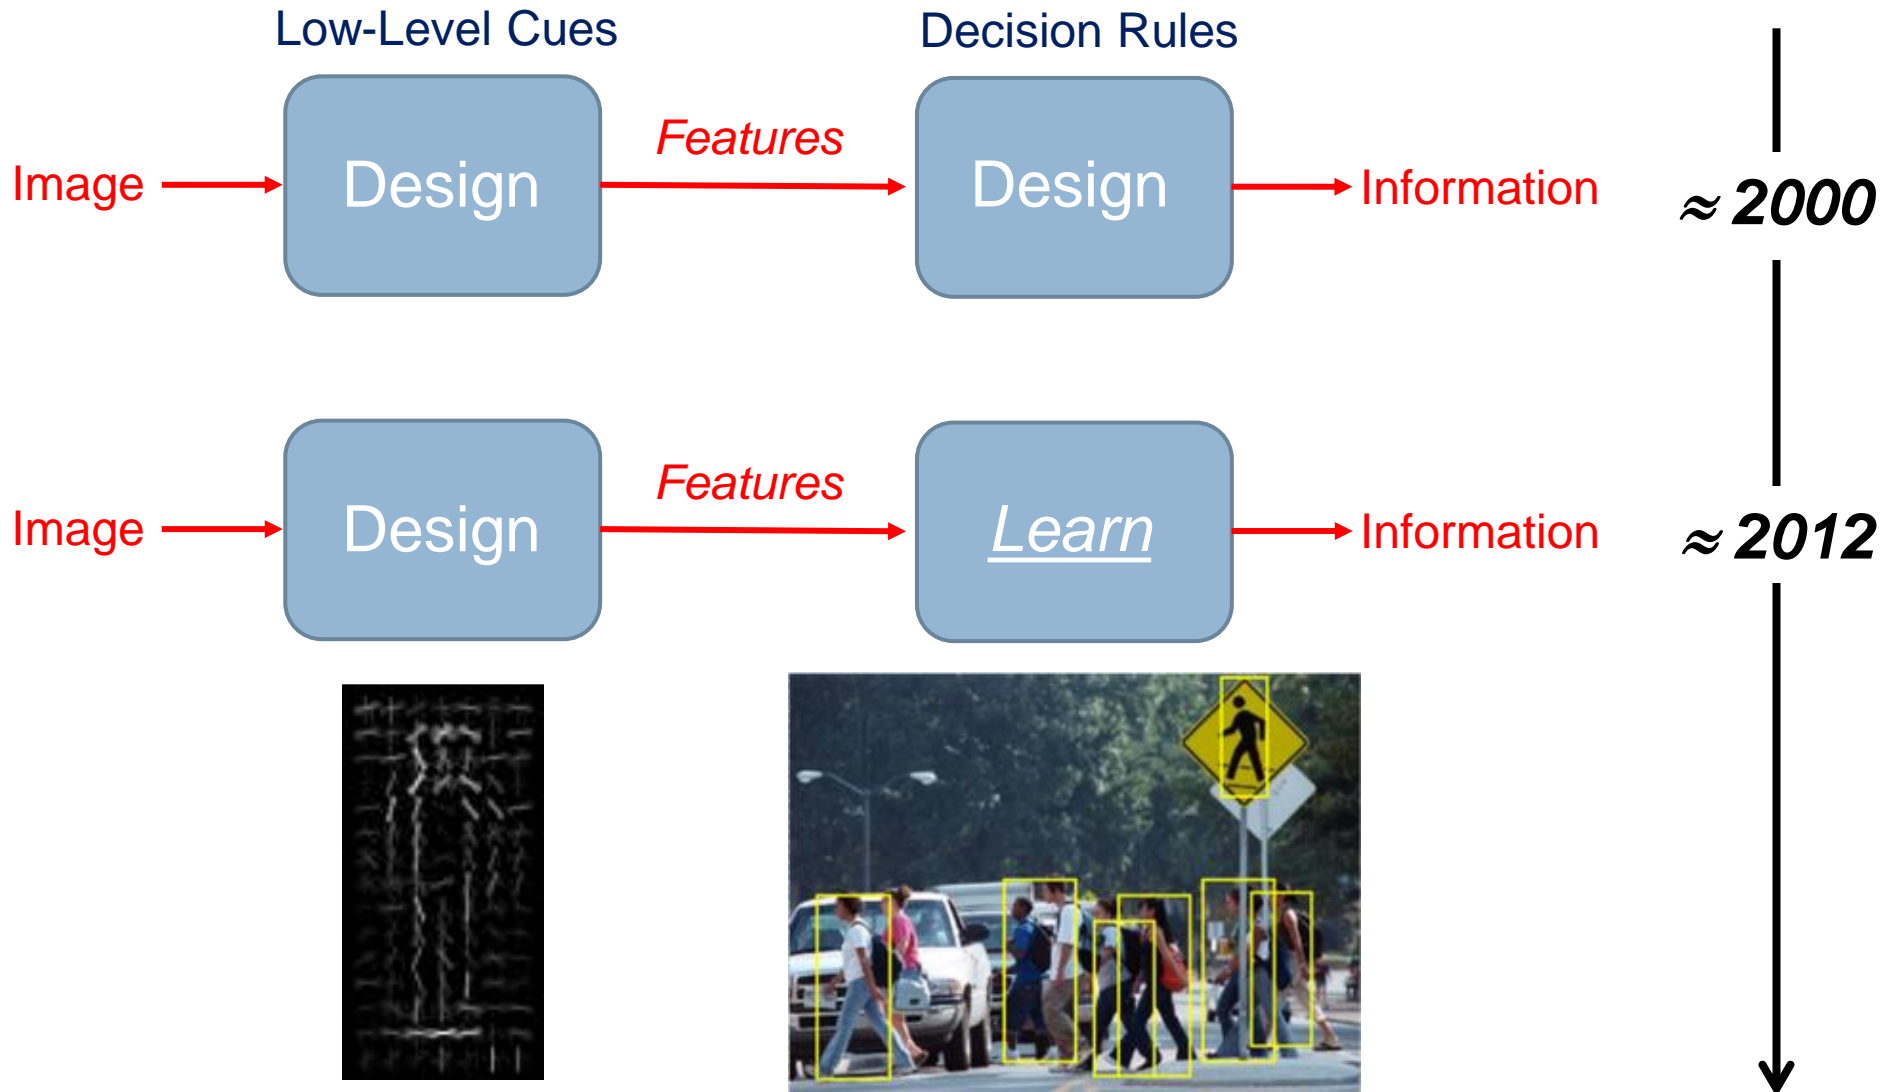 Low-Level Cues
Decision Rules
Image
Design
Features
Design
Information
≈ 2000
Image
Design
Features
Learn
Information
≈ 2012